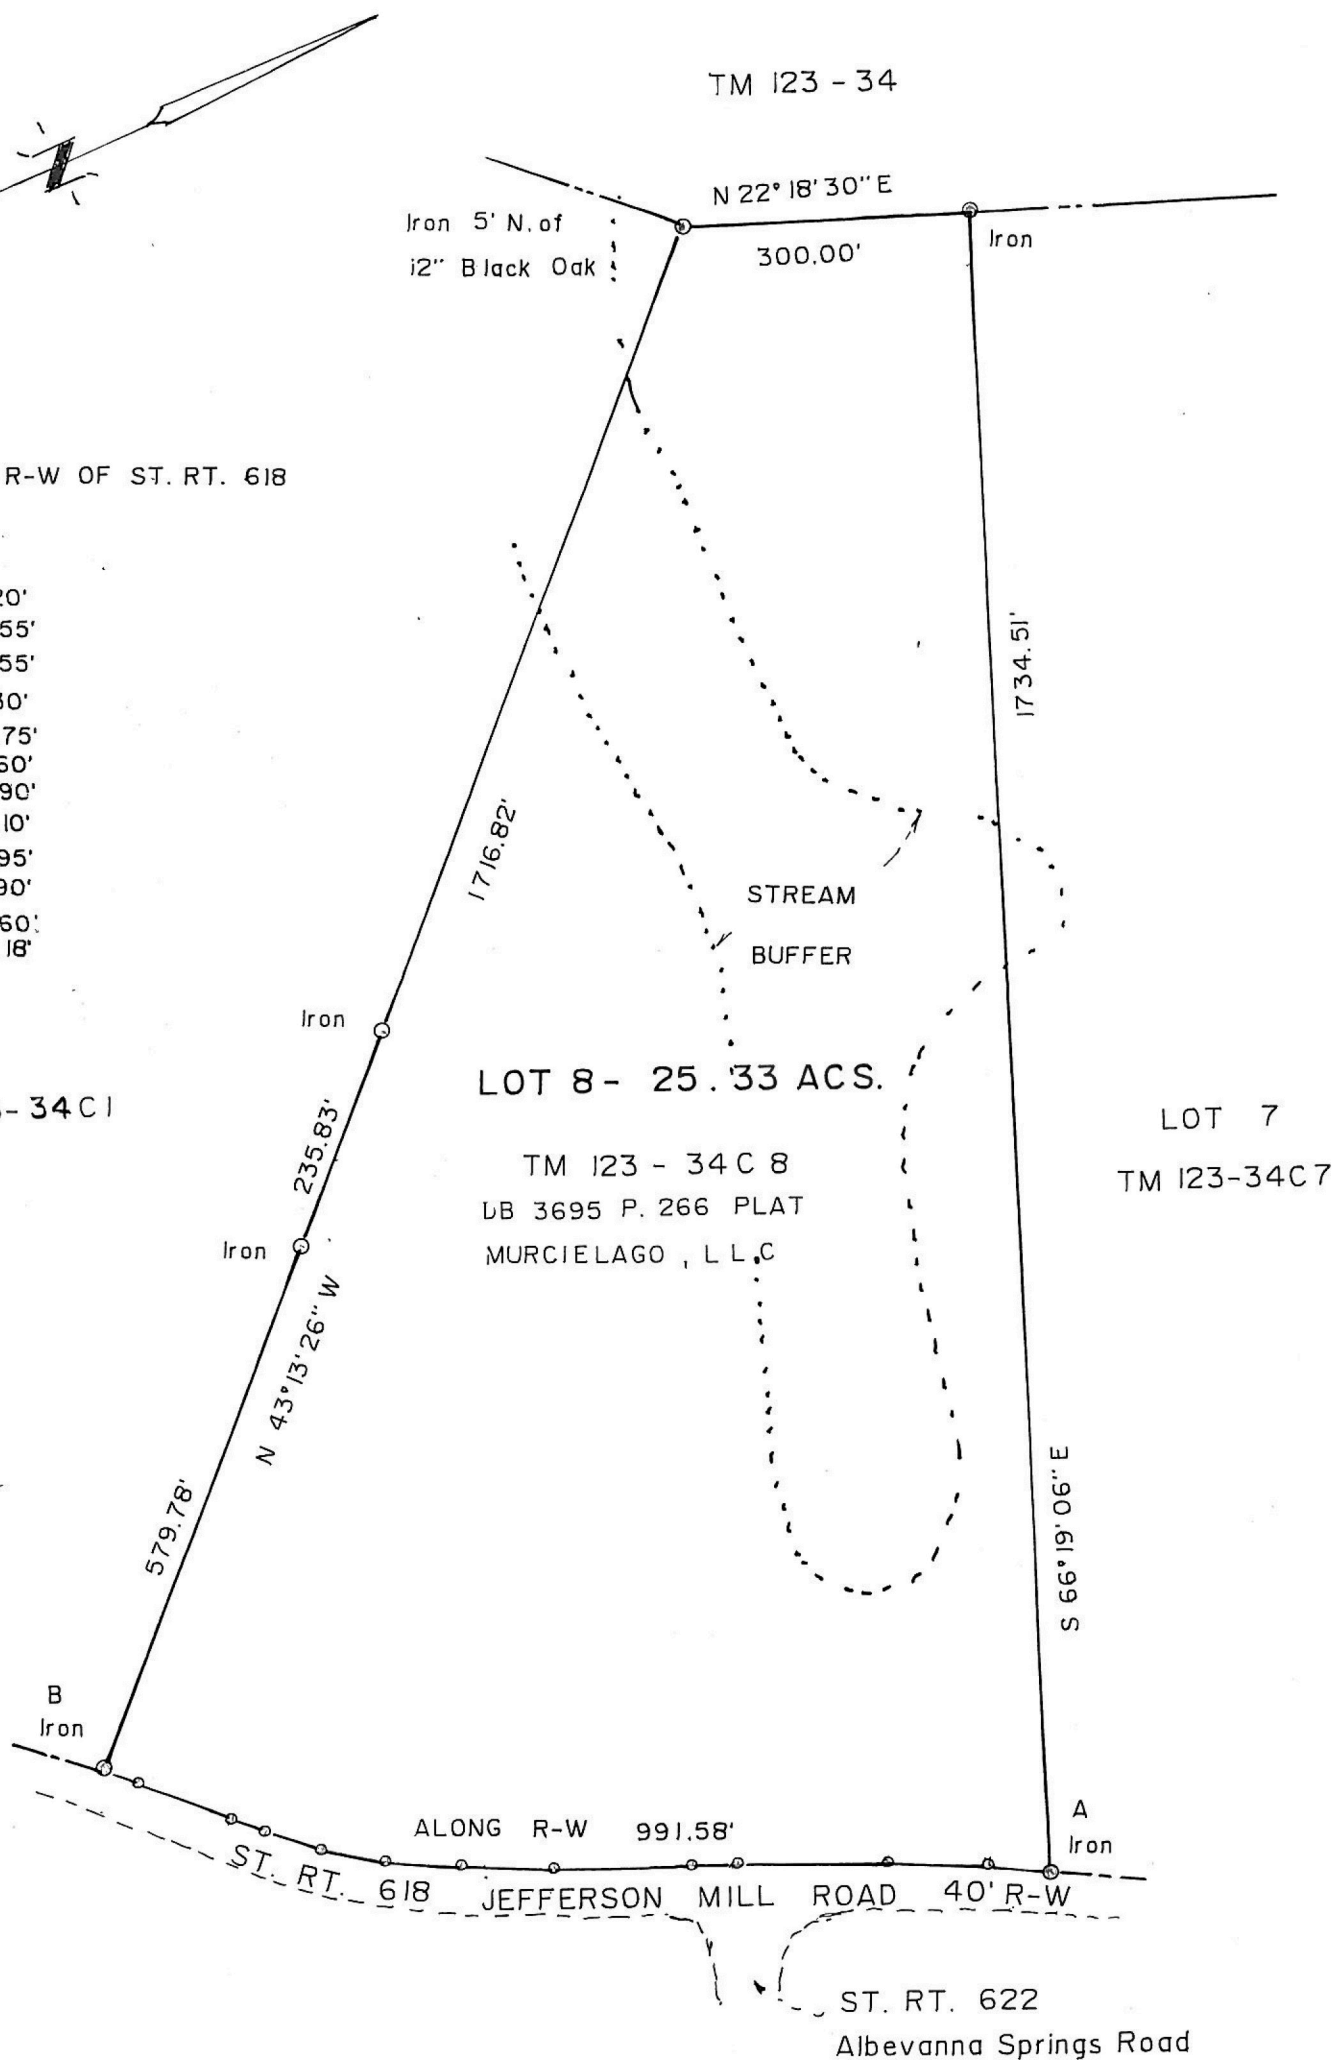 TM 123 - 34
N 22° 18' 30" E
300.00'
Iron 5' N. of
12" Black Oak
Iron
R-W OF ST. RT. 618
20'
55'
55'
30'
75'
60'
90'
10'
95'
90'
60'
18'
1734.51'
1716.82'
STREAM
BUFFER
Iron
LOT 8 - 25.33 ACS.
- 34C1
LOT 7
TM 123-34C7
235.83'
TM 123 - 34C8
DB 3695 P. 266 PLAT
MURCIELAGO, LLC
Iron
N 43° 13' 26" W
579.78'
S 66° 19' 06" E
B
Iron
A
Iron
ALONG R-W 991.58'
ST. RT. 618 JEFFERSON MILL ROAD 40' R-W
ST. RT. 622
Albevanna Springs Road